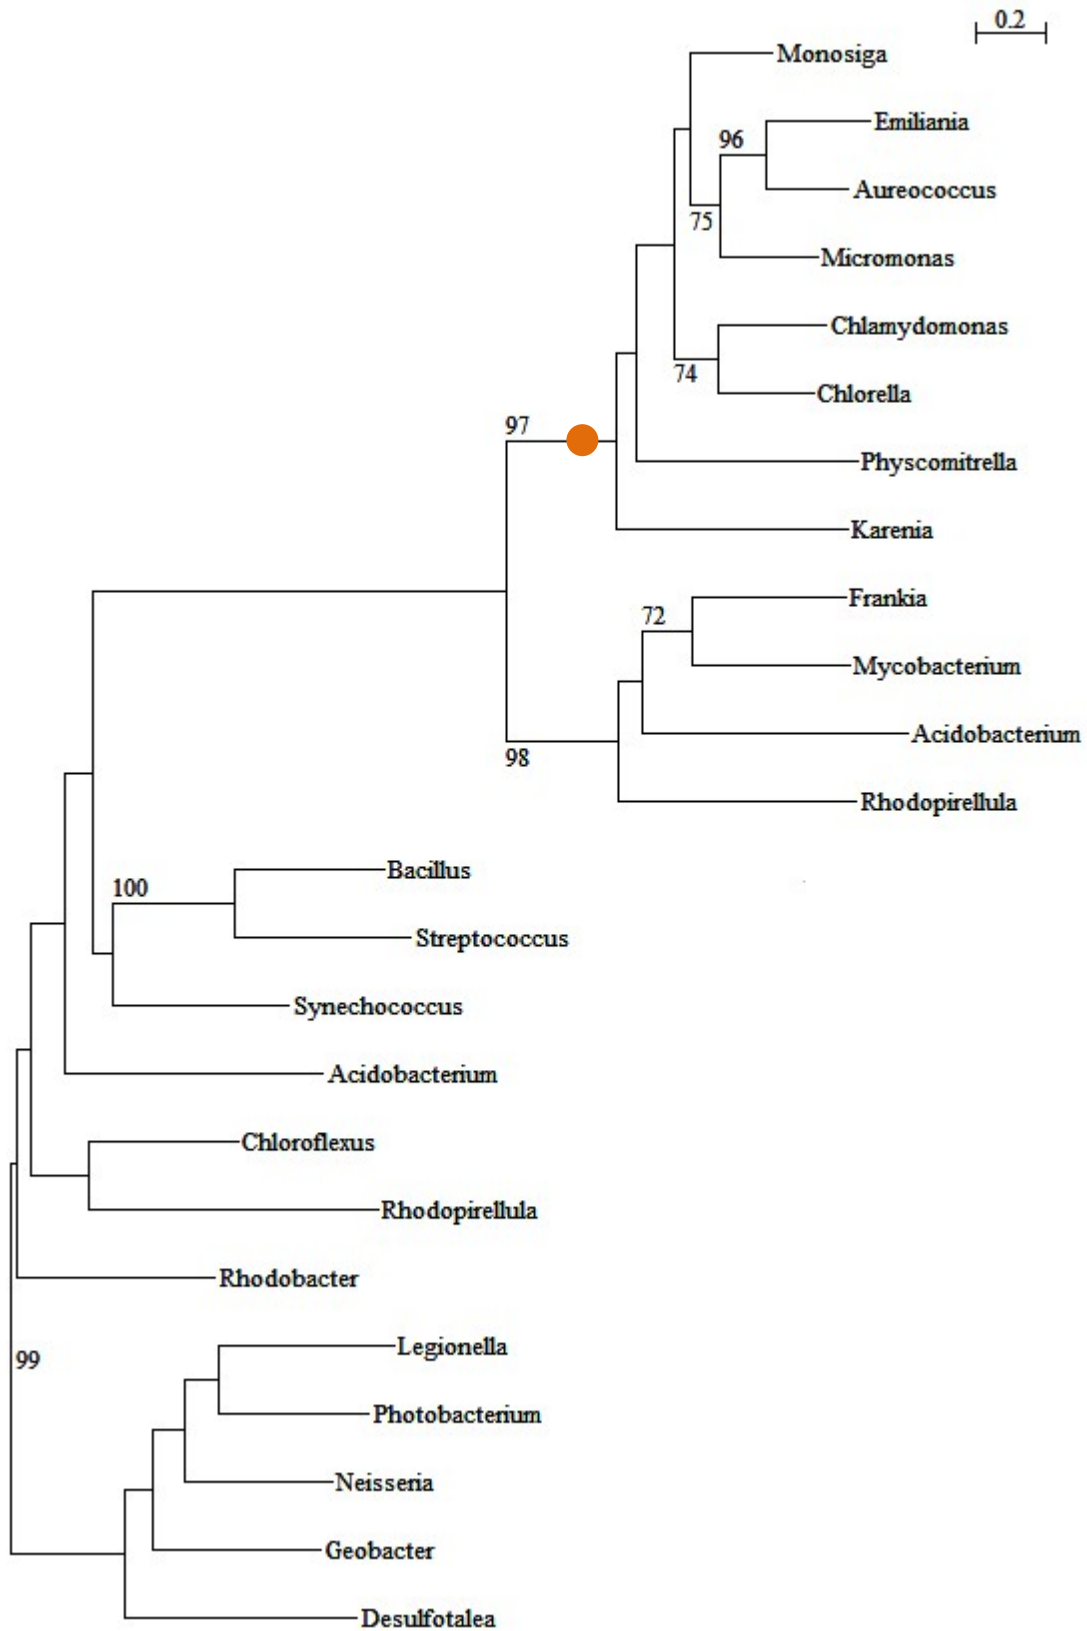 0.2
Monosiga
Emiliania
96
Aureococcus
75
Micromonas
Chlamydomonas
74
Chlorella
97
Physcomitrella
Karenia
Frankia
72
Mycobacterium
Acidobacterium
98
Rhodopirellula
Bacillus
100
Streptococcus
Synechococcus
Acidobacterium
Chloroflexus
Rhodopirellula
Rhodobacter
Legionella
99
Photobacterium
Neisseria
Geobacter
Desulfotalea